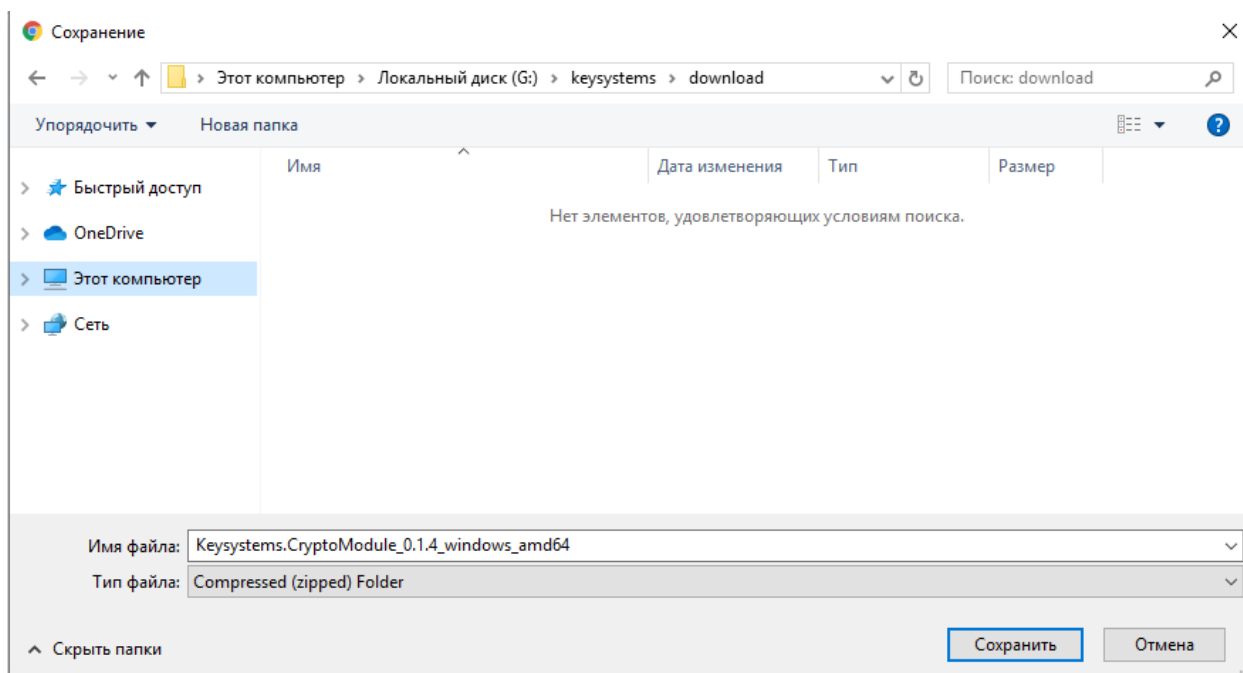 Сохранение
Этот компьютер > Локальный диск (G:) > keysystems > download
Поиск: download
Упорядочить Новая папка
Имя Дата изменения Тип Размер
Быстрый доступ
Нет элементов, удовлетворяющих условиям поиска.
OneDrive
Этот компьютер
Сеть
Имя файла: Keysystems.CryptoModule_0.1.4_windows_amd64
Тип файла: Compressed (zipped) Folder
Скрыть папки Сохранить Отмена